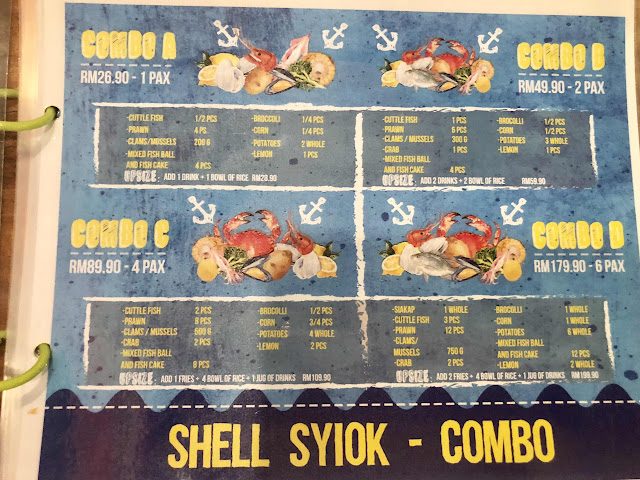 COMBO A
RM26.90 - 1 PAX
-CUTTLE FISH 1/2 PCS
-PRAWN 4 PS.
-CLAMS/MUSSELS 200 G
-MIXED FISH BALL
AND FISH CAKE 4 PCS
-BROCOLLI 1/4 PCS
-CORN 1/4 PCS
-POTATOES 2 WHOLE
-LEMON 1 PCS
UPSIZE : ADD 1 DRINK + 1 BOWL OF RICE RM28.90
COMBO B
RM49.90 - 2 PAX
-CUTTLE FISH 1 PCS
-PRAWN 6 PCS
-CLAMS / MUSSELS 300 G
-CRAB 1 PCS
-MIXED FISH BALL
AND FISH CAKE 4 PCS
-BROCOLLI 1/2 PCS
-CORN 1/2 PCS
-POTATOES 3 WHOLE
-LEMON 1 PCS
UPSIZE : ADD 2 DRINKS + 2 BOWL OF RICE RM59.90
COMBO C
RM89.90 - 4 PAX
-CUTTLE FISH 2 PCS
-PRAWN 8 PCS
-CLAMS / MUSSELS 600 G
-CRAB 2 PCS
-MIXED FISH BALL
AND FISH CAKE 8 PCS
-BROCOLLI 1/2 PCS
-CORN 3/4 PCS
-POTATOES 4 WHOLE
-LEMON 2 PCS
UPSIZE : ADD 1 FRIES + 4 BOWL OF RICE + 1 JUG OF DRINKS RM 109.90
COMBO D
RM179.90 - 6 PAX
-SIAKAP 1 WHOLE
-CUTTLE FISH 3 PCS
-PRAWN 12 PCS
-CLAMS/
MUSSELS 750 G
-CRAB 2 PCS
-BROCOLLI 1 WHOLE
-CORN 1 WHOLE
-POTATOES 6 WHOLE
-MIXED FISH BALL
AND FISH CAKE 12 PCS
-LEMON 2 WHOLE
UPSIZE : ADD 2 FRIES + 4 BOWL OF RICE + 1 JUG OF DRINKS RM 199.90
SHELL SYIOK - COMBO